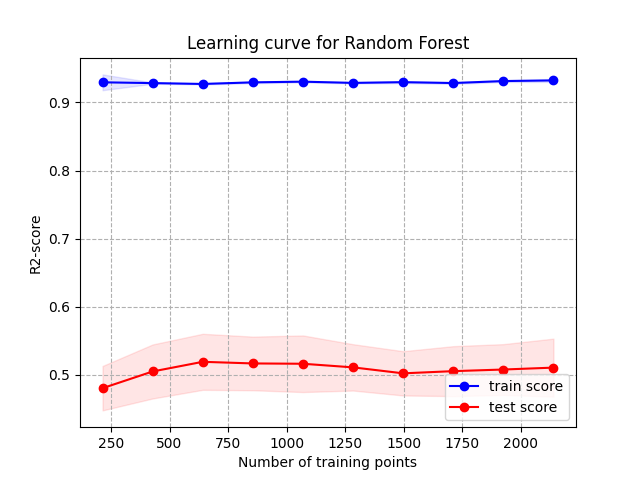 Learning curve for Random Forest
R2-score
0.9
0.8
0.7
0.6
0.5
250 500 750 1000 1250 1500 1750 2000
Number of training points
train score
test score